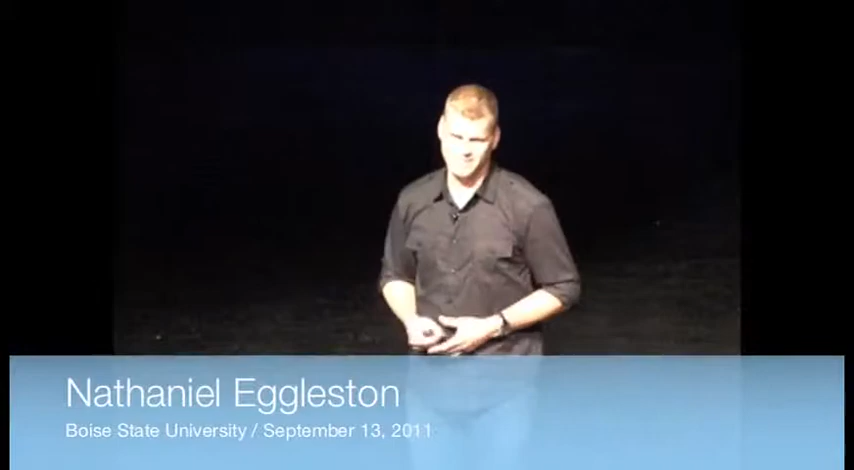 Nathaniel Eggleston
Boise State University / September 13, 2011